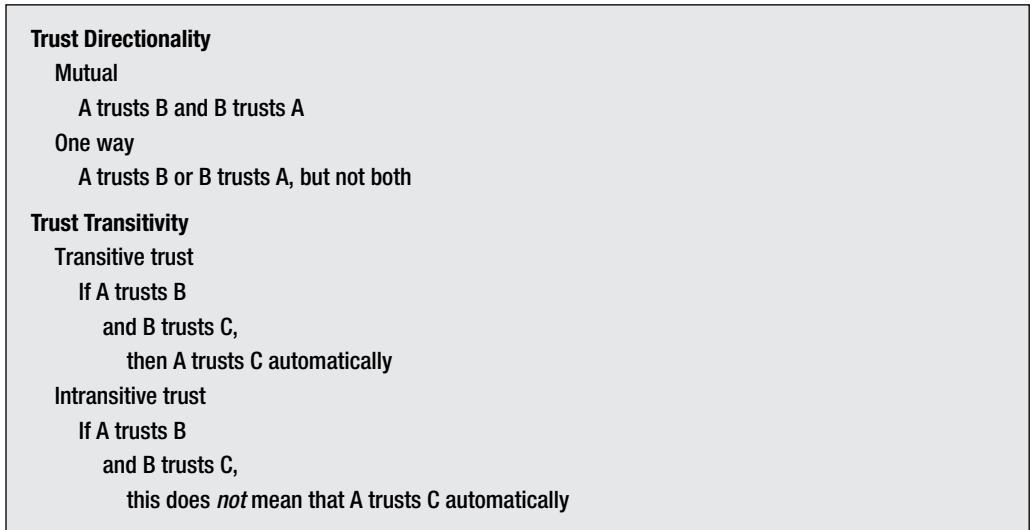 Trust Directionality
Mutual
A trusts B and B trusts A
One way
A trusts B or B trusts A, but not both
Trust Transitivity
Transitive trust
If A trusts B
and B trusts C,
then A trusts C automatically
Intransitive trust
If A trusts B
and B trusts C,
this does not mean that A trusts C automatically